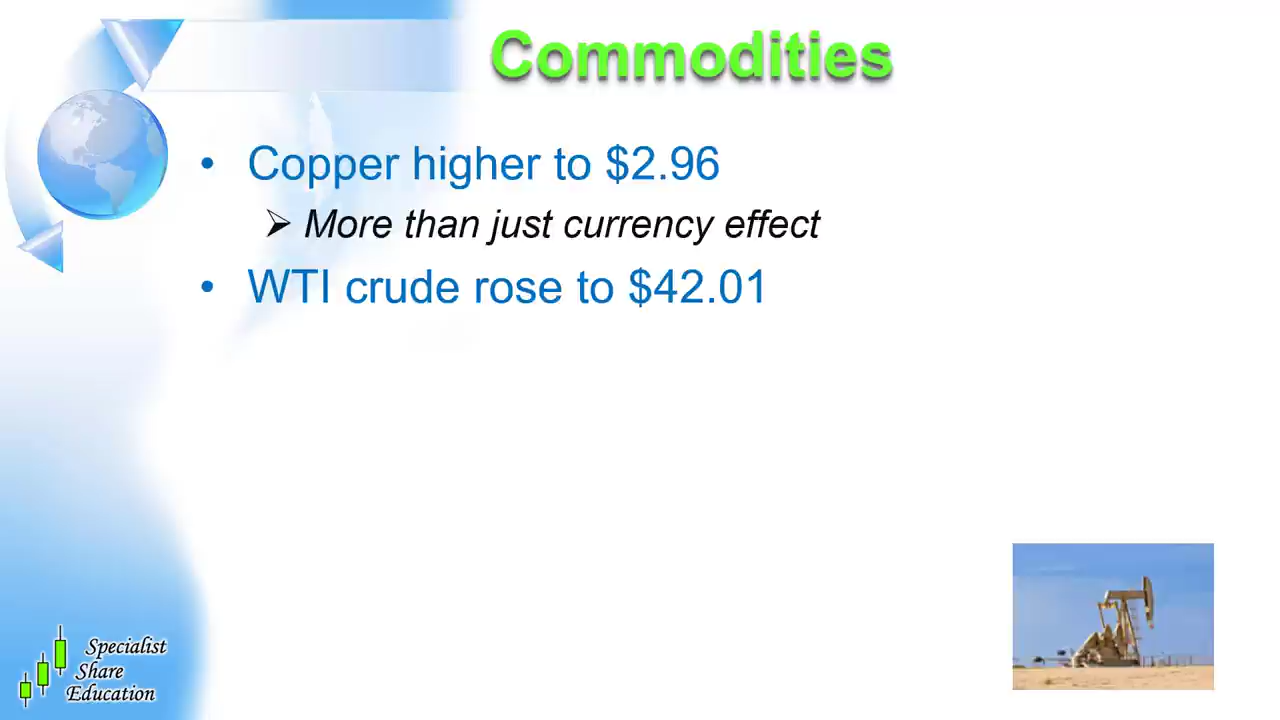 Commodities
• Copper higher to $2.96
➢ More than just currency effect
• WTI crude rose to $42.01
Specialist
Share
Education